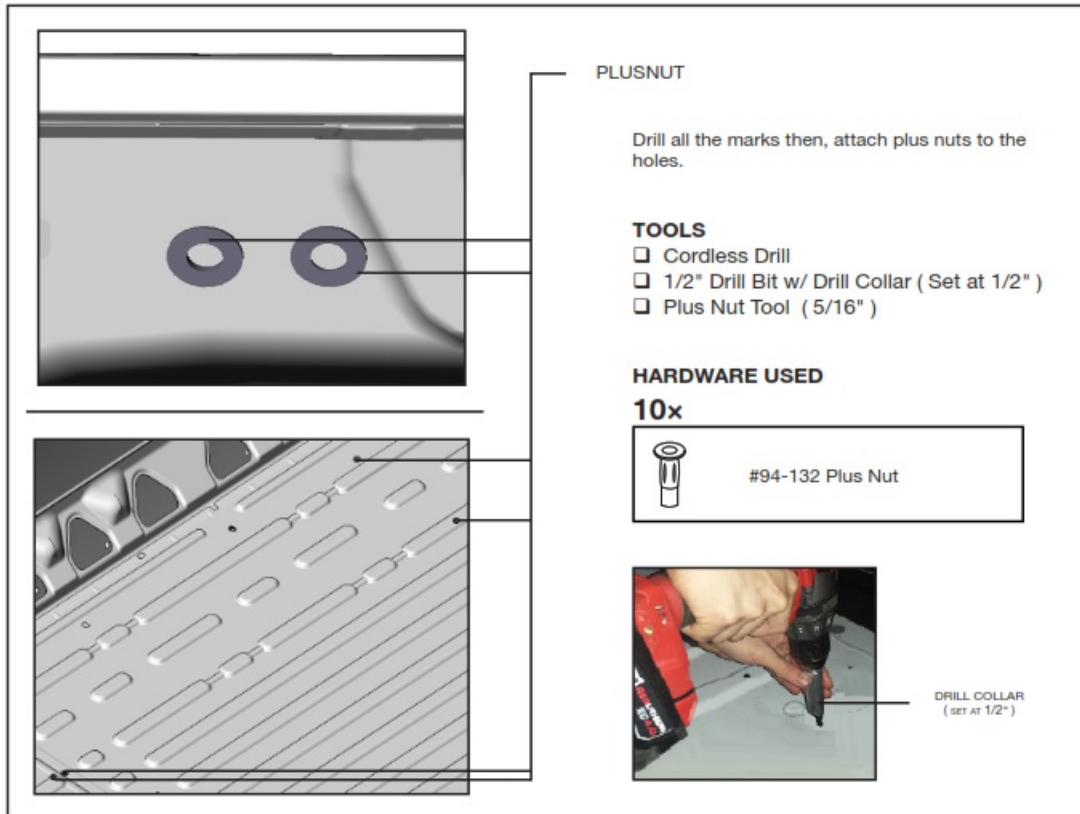 PLUSNUT
Drill all the marks then, attach plus nuts to the
holes.
TOOLS
❑ Cordless Drill
❑ 1/2" Drill Bit w/ Drill Collar ( Set at 1/2" )
❑ Plus Nut Tool ( 5/16" )
HARDWARE USED
10×
#94-132 Plus Nut
DRILL COLLAR
( SET AT 1/2" )